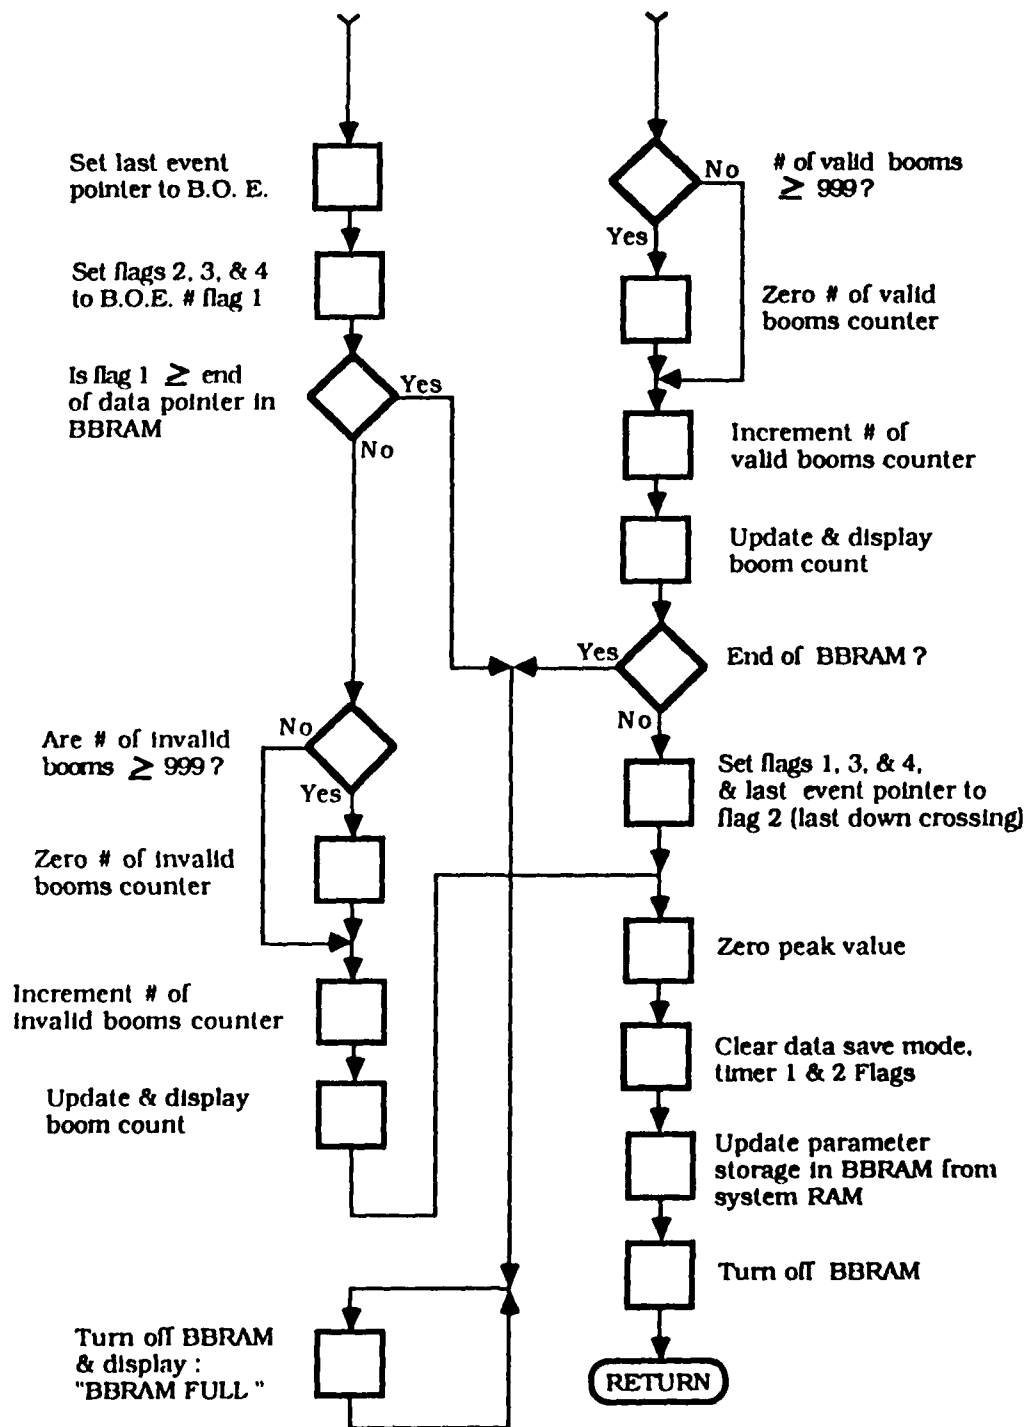 Set last event
pointer to B.O. E.
Set flags 2, 3, & 4
to B.O.E. # flag 1
Is flag 1 ≥ end
of data pointer in
BBRAM
Yes
No
Are # of invalid
booms ≥ 999 ?
No
Yes
Zero # of invalid
booms counter
Increment # of
invalid booms counter
Update & display
boom count
Turn off BBRAM
& display :
"BBRAM FULL "
# of valid booms
≥ 999 ?
No
Yes
Zero # of valid
booms counter
Increment # of
valid booms counter
Update & display
boom count
End of BBRAM ?
Yes
No
Set flags 1, 3, & 4,
& last event pointer to
flag 2 (last down crossing)
Zero peak value
Clear data save mode,
timer 1 & 2 Flags
Update parameter
storage in BBRAM from
system RAM
Turn off BBRAM
RETURN